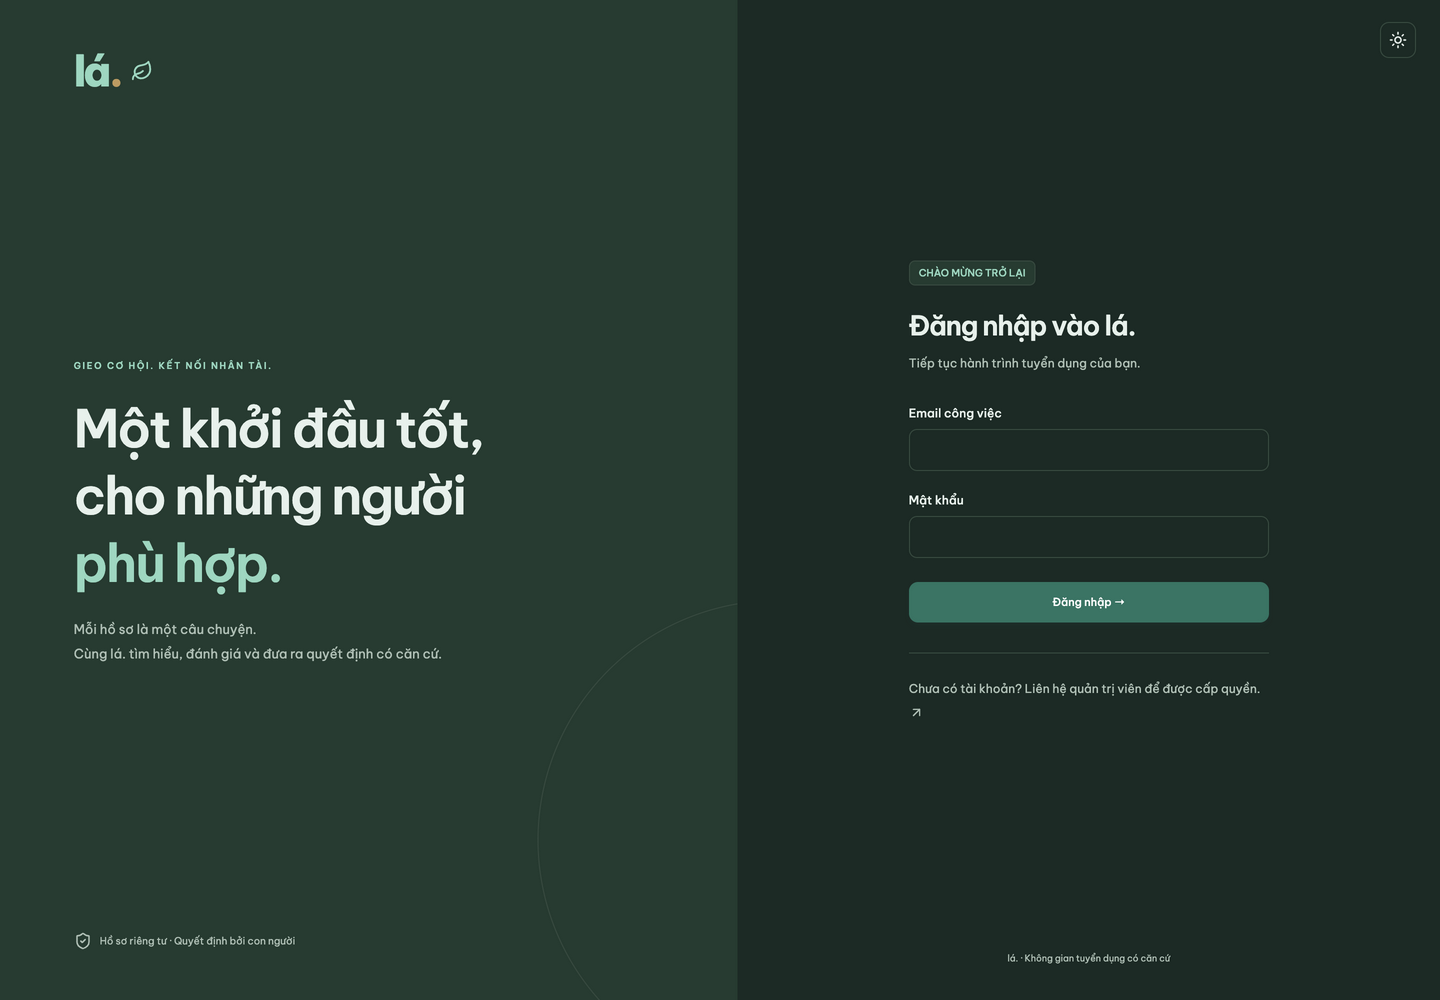 lá.
GIEO CƠ HỘI. KẾT NỐI NHÂN TÀI.
Một khởi đầu tốt,
cho những người
phù hợp.
Mỗi hồ sơ là một câu chuyện.
Cùng lá. tìm hiểu, đánh giá và đưa ra quyết định có căn cứ.
Hồ sơ riêng tư · Quyết định bởi con người
CHÀO MỪNG TRỞ LẠI
Đăng nhập vào lá.
Tiếp tục hành trình tuyển dụng của bạn.
Email công việc
Mật khẩu
Đăng nhập →
Chưa có tài khoản? Liên hệ quản trị viên để được cấp quyền.
lá. · Không gian tuyển dụng có căn cứ